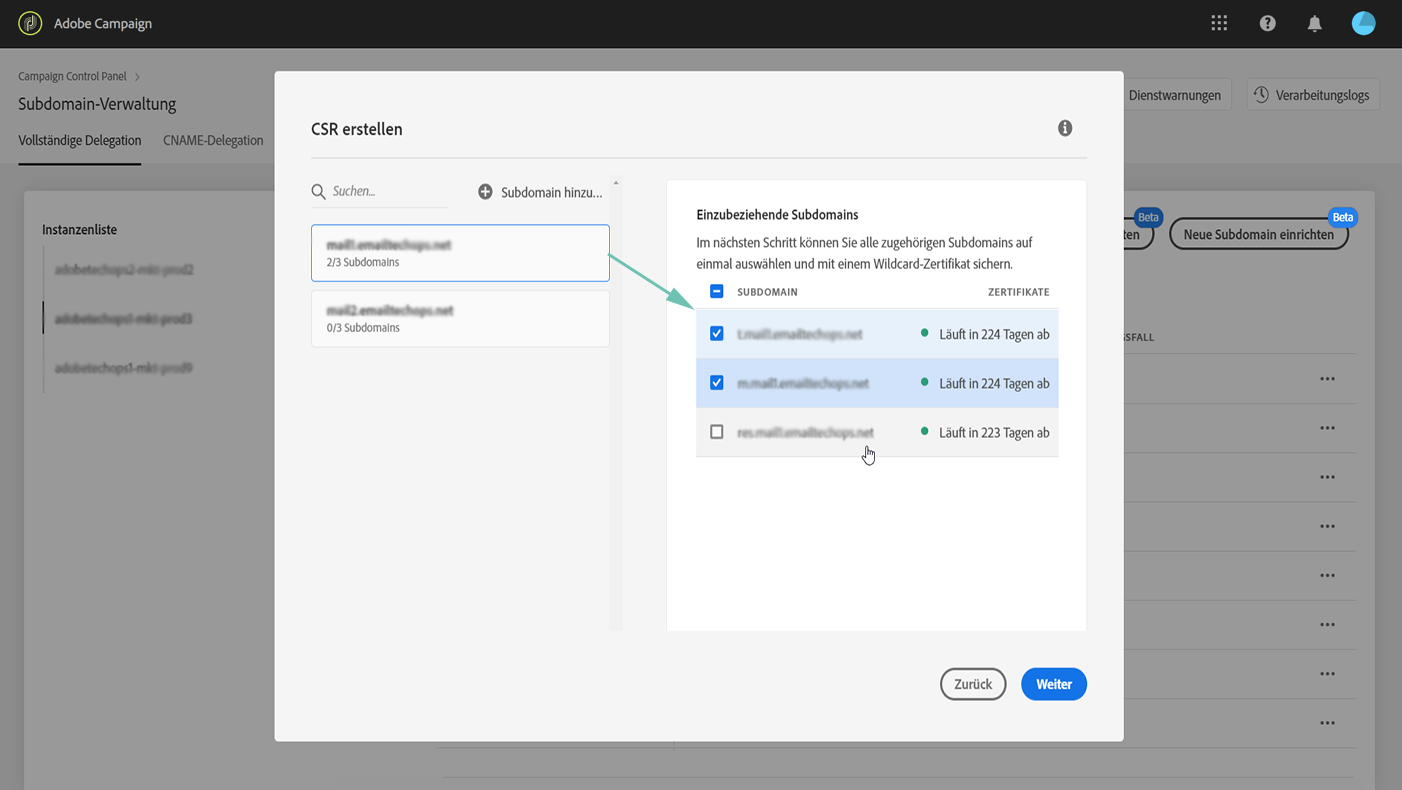 Adobe Campaign
Campaign Control Panel
Subdomain-Verwaltung
Dienstwarnungen
Verarbeitungslogs
Vollständige Delegation
CNAME-Delegation
CSR erstellen
Suchen...
Subdomain hinzu...
Instanzenliste
adobetechops2-mkt-prod2
adobetechops1-mkt-prod3
adobetechops1-mkt-prod9
mail1.emailtechops.net
2/3 Subdomains
mail2.emailtechops.net
0/3 Subdomains
Einzubeziehende Subdomains
Im nächsten Schritt können Sie alle zugehörigen Subdomains auf
einmal auswählen und mit einem Wildcard-Zertifikat sichern.
SUBDOMAIN
ZERTIFIKATE
t.mail1.emailtechops.net
Läuft in 224 Tagen ab
m.mail1.emailtechops.net
Läuft in 224 Tagen ab
res.mail1.emailtechops.net
Läuft in 223 Tagen ab
Beta
ten
Beta
Neue Subdomain einrichten
SFALL
Zurück
Weiter